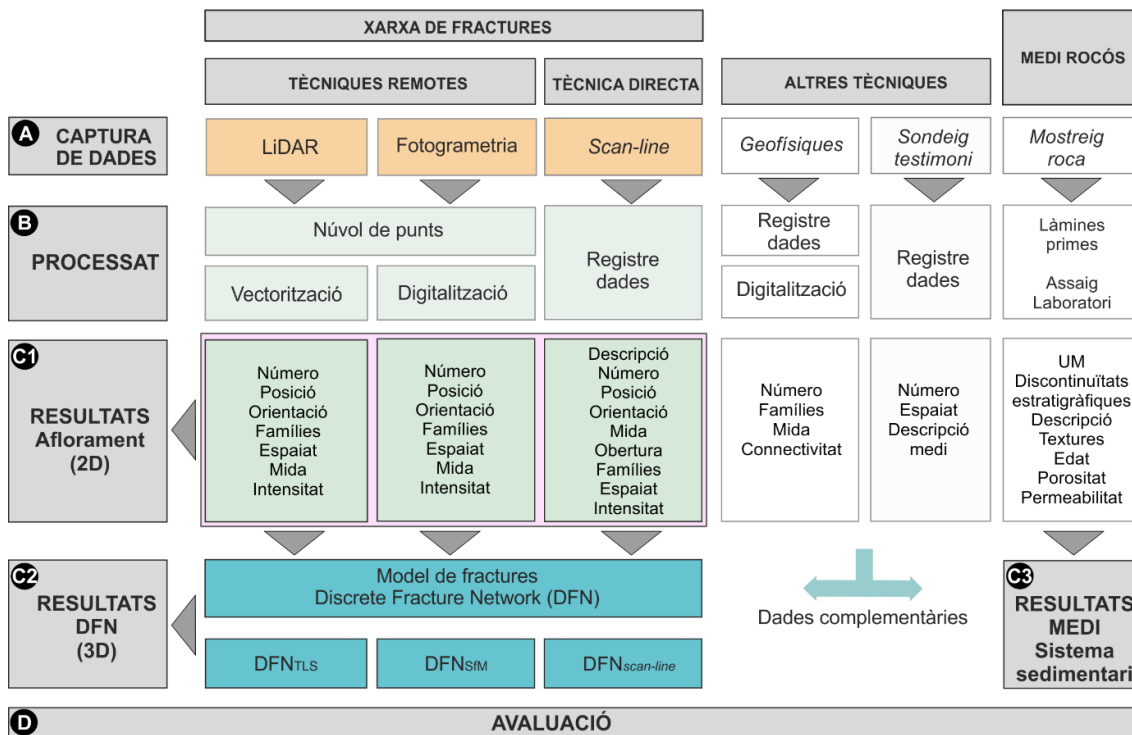 XARXA DE FRACTURES
MEDI ROCÓS
TÈCNIQUES REMOTES
TÈCNICA DIRECTA
ALTRES TÈCNIQUES
A
CAPTURA
DE DADES
LiDAR
Fotogrametria
Scan-line
Geofísiques
Sondeig
testimoni
Mostreig
roca
B
PROCESSAT
Núvol de punts
Vectorització
Digitalització
Registre
dades
Registre
dades
Digitalització
Registre
dades
Làmines
primes
Assaig
Laboratori
C1
RESULTATS
Aflorament
(2D)
Número
Posició
Orientació
Famílies
Espaiat
Mida
Intensitat
Número
Posició
Orientació
Famílies
Espaiat
Mida
Intensitat
Descripció
Número
Posició
Orientació
Mida
Obertura
Famílies
Espaiat
Intensitat
Número
Famílies
Mida
Connectivitat
Número
Espaiat
Descripció
medi
UM
Discontinuïtats
estratigràfiques
Descripció
Textures
Edat
Porositat
Permeabilitat
C2
RESULTATS
DFN
(3D)
Model de fractures
Discrete Fracture Network (DFN)
DFNTLS
DFNSfM
DFNscan-line
Dades complementàries
C3
RESULTATS
MEDI
Sistema
sedimentari
D
AVALUACIÓ